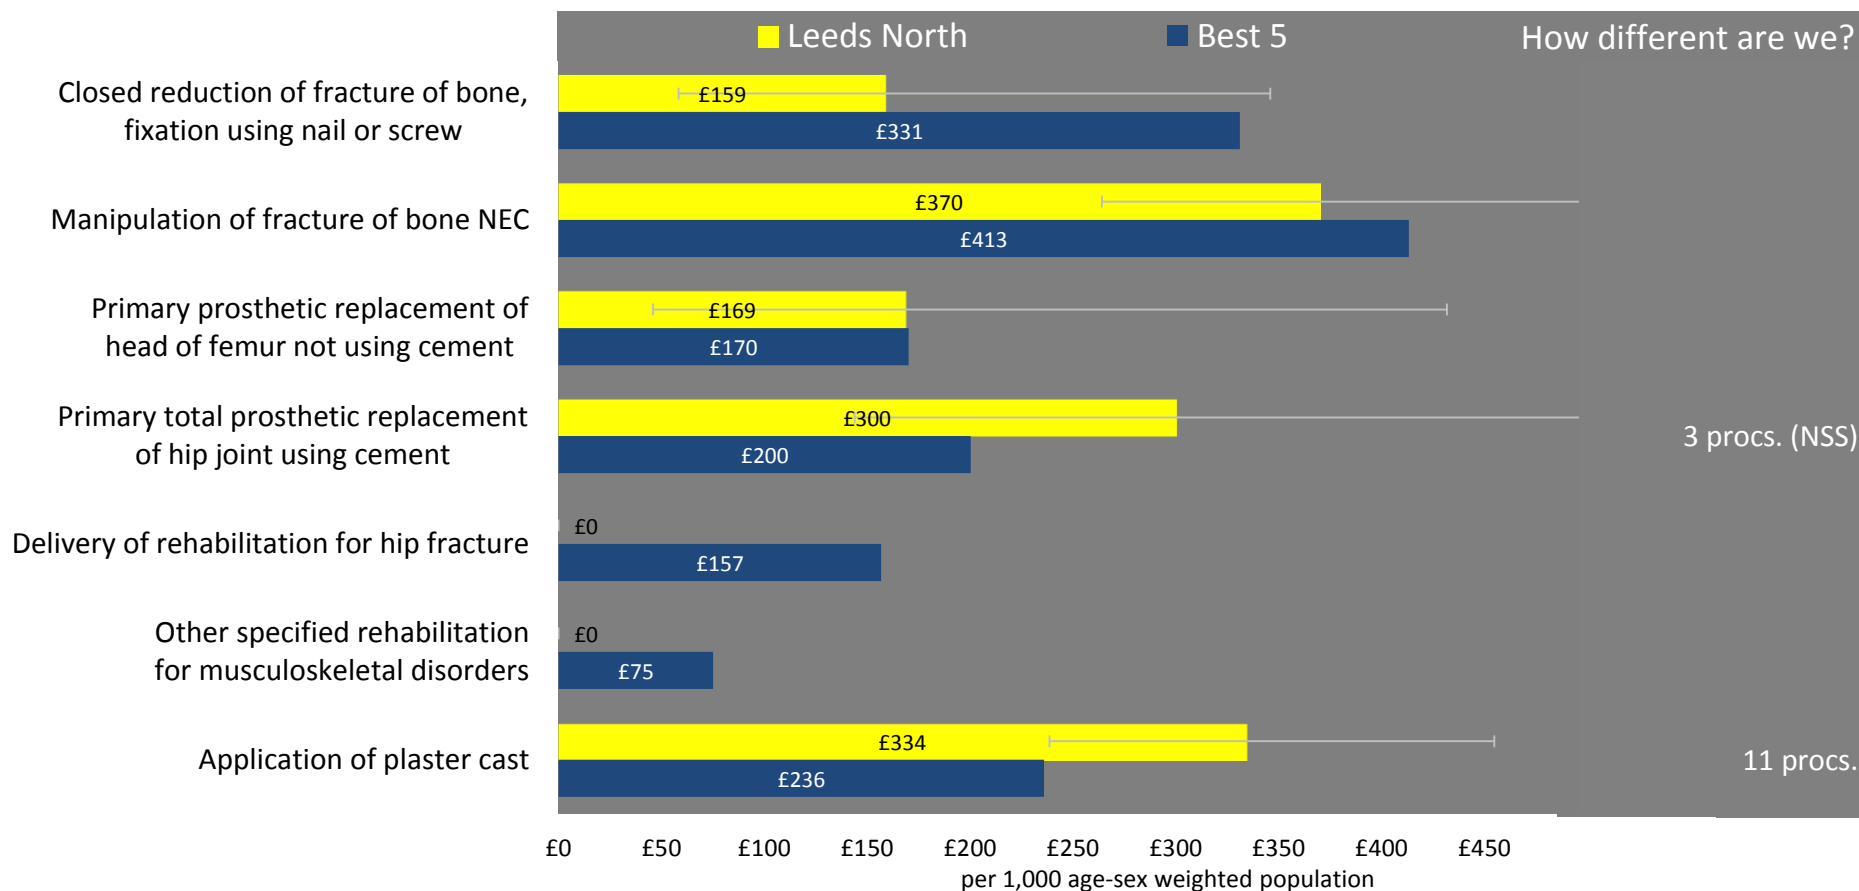 Leeds North
Best 5
How different are we?
Closed reduction of fracture of bone,
fixation using nail or screw
£159
£331
Manipulation of fracture of bone NEC
£370
£413
Primary prosthetic replacement of
head of femur not using cement
£169
£170
Primary total prosthetic replacement
of hip joint using cement
£300
£200
3 procs. (NSS)
Delivery of rehabilitation for hip fracture
£0
£157
Other specified rehabilitation
for musculoskeletal disorders
£0
£75
Application of plaster cast
£334
£236
11 procs.
£0 £50 £100 £150 £200 £250 £300 £350 £400 £450
per 1,000 age-sex weighted population